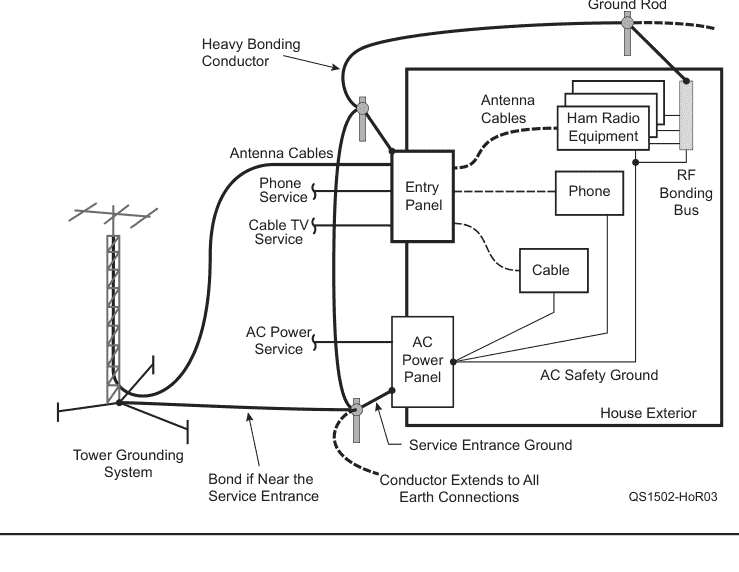 Ground Rod
Heavy Bonding
Conductor
Antenna
Cables
Ham Radio
Equipment
Antenna Cables
Phone
Service
Entry
Panel
Phone
RF
Bonding
Bus
Cable TV
Service
Cable
AC Power
Service
AC
Power
Panel
AC Safety Ground
House Exterior
Tower Grounding
System
Service Entrance Ground
Bond if Near the
Service Entrance
Conductor Extends to All
Earth Connections
QS1502-HoR03